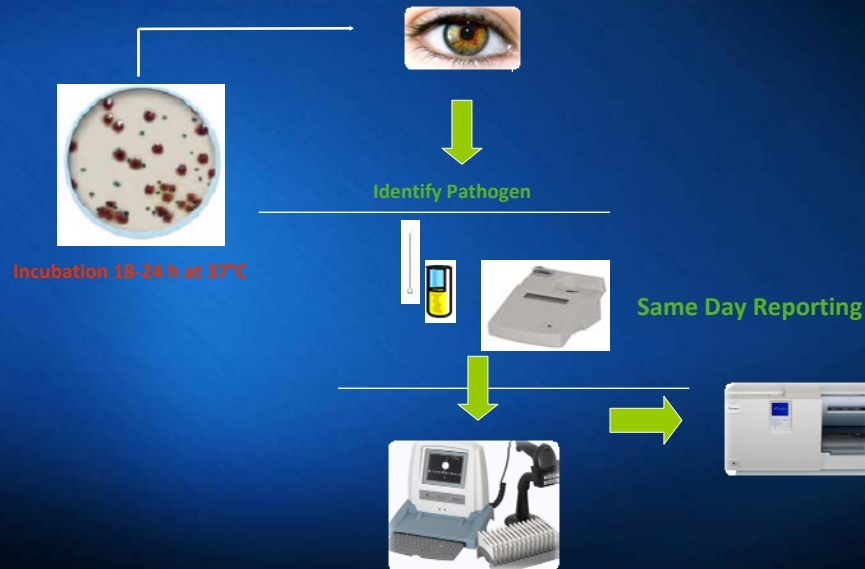 Identify Pathogen
Incubation 18-24 h at 37°C
Same Day Reporting